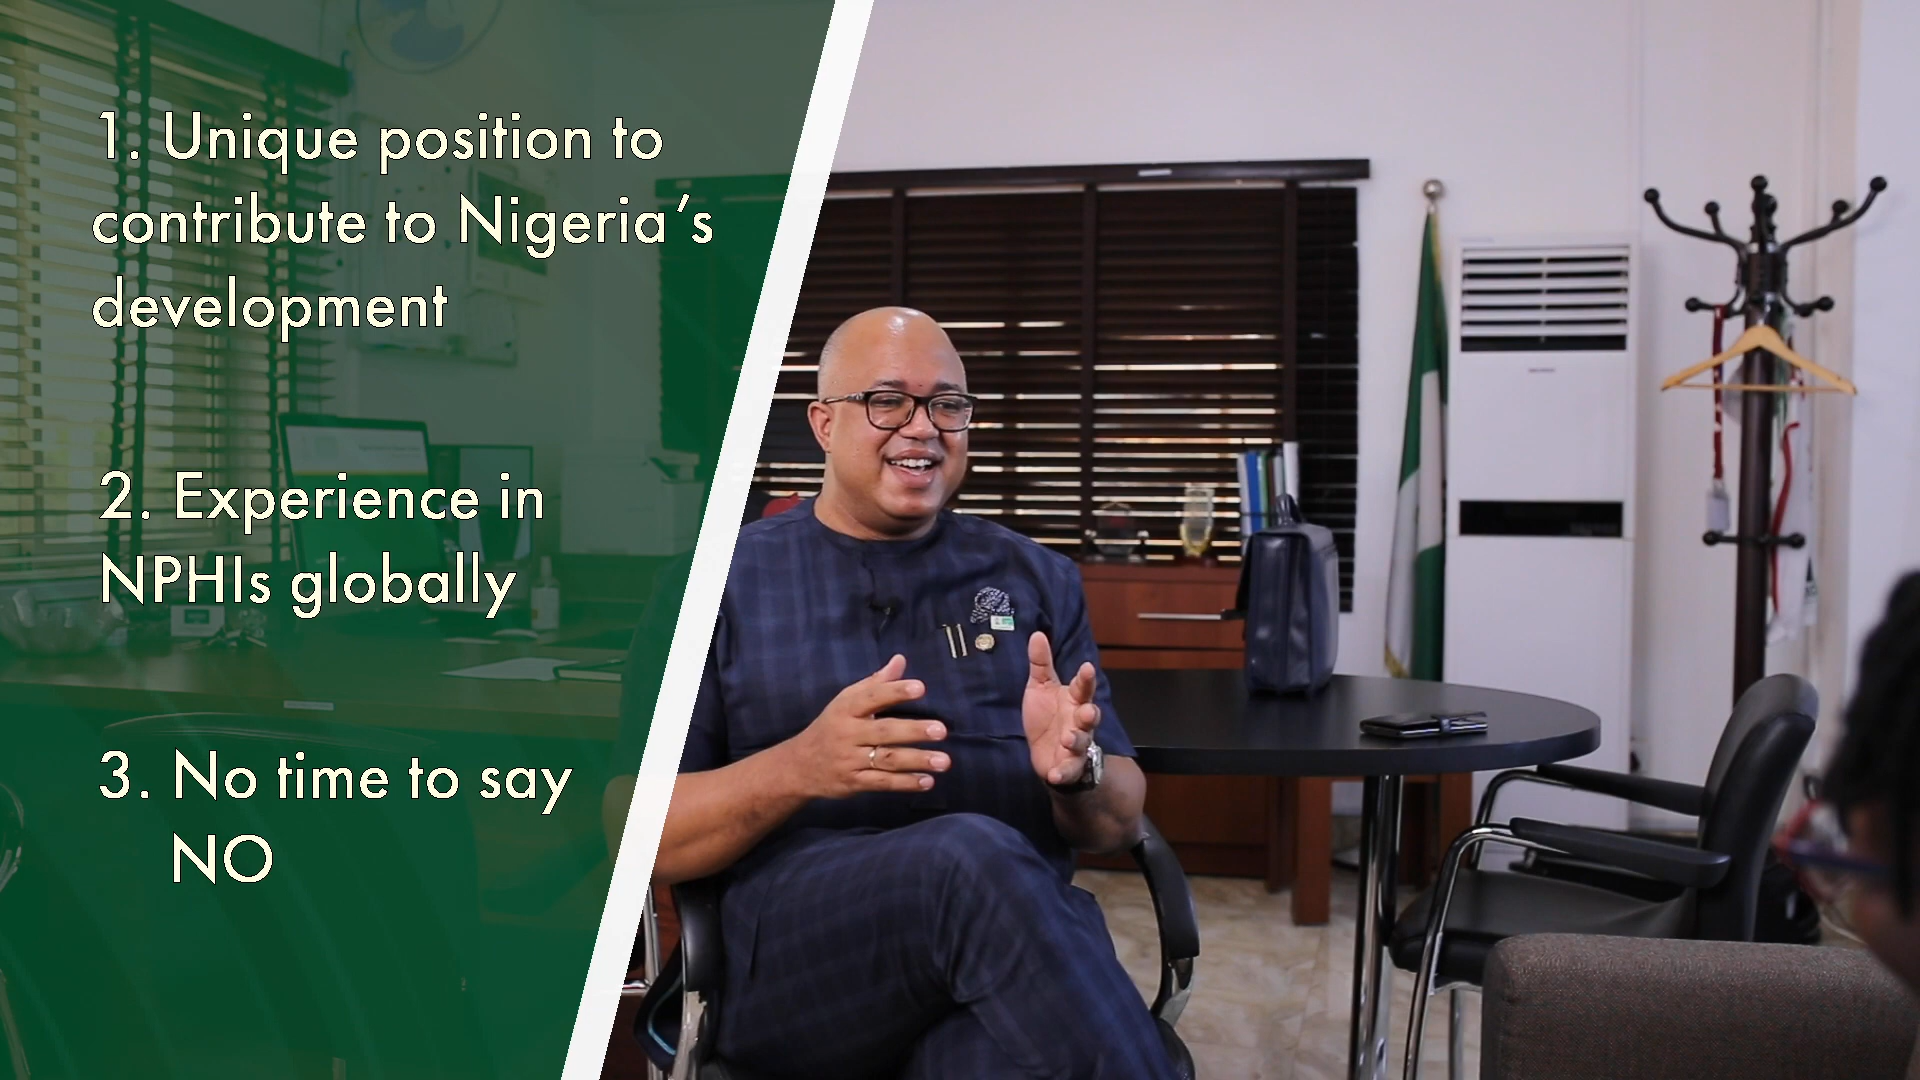 1. Unique position to
contribute to Nigeria's
development
2. Experience in
NPHIs globally
3. No time to say
NO